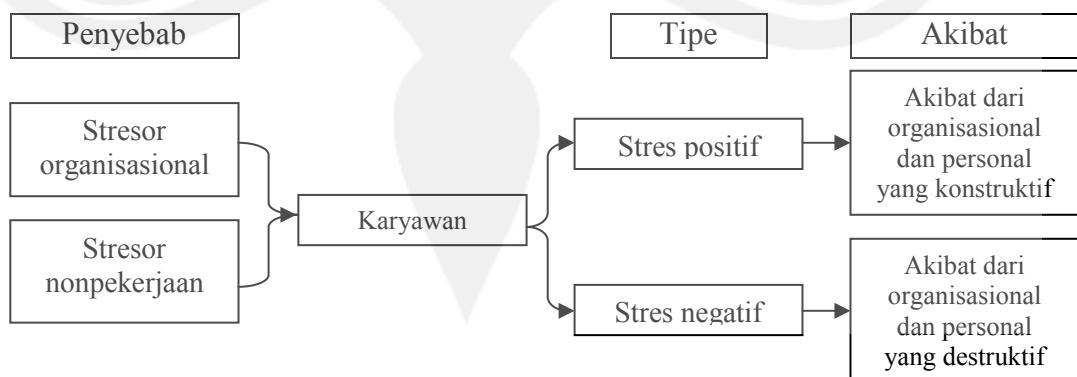 Penyebab
Tipe
Akibat
Stresor
organisasional
Stresor
nonpekerjaan
Karyawan
Stres positif
Stres negatif
Akibat dari
organisasional
dan personal
yang konstruktif
Akibat dari
organisasional
dan personal
yang destruktif